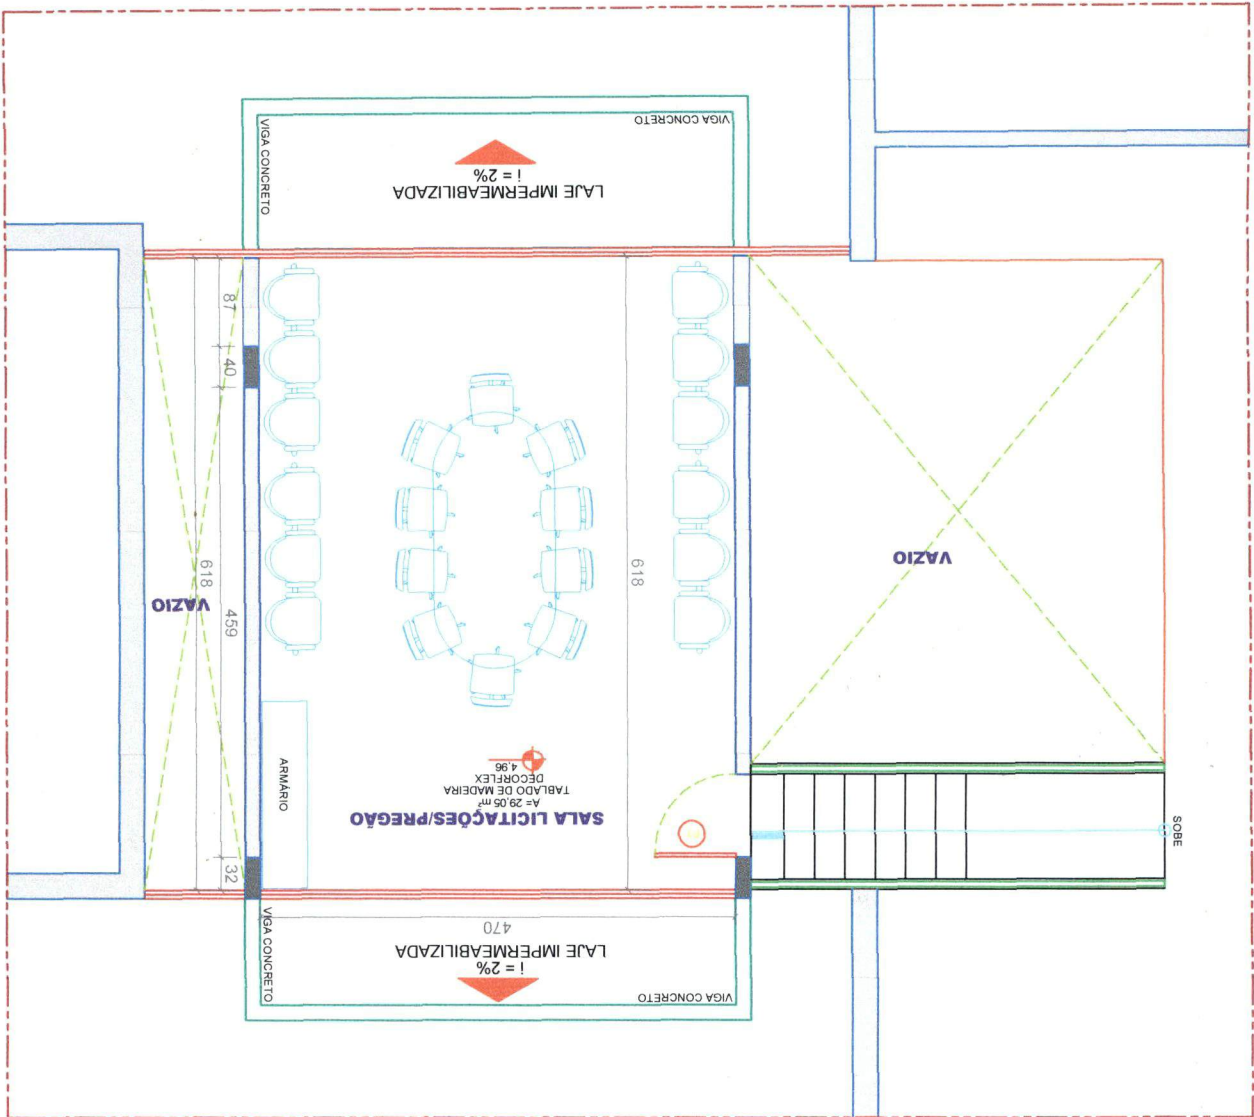 VIGA CONCRETO
VIGA CONCRETO
i = 2%
LAJE IMPERMEABILIZADA
470
SOBE
32
SALA LICITAÇÕES/PREGÃO
A= 29,05 m²
TABLADO DE MADEIRA
DECORFLEX
4,96
ARMÁRIO
VAZIO
459
618
618
VAZIO
40
87
LAJE IMPERMEABILIZADA
i = 2%
VIGA CONCRETO
VIGA CONCRETO